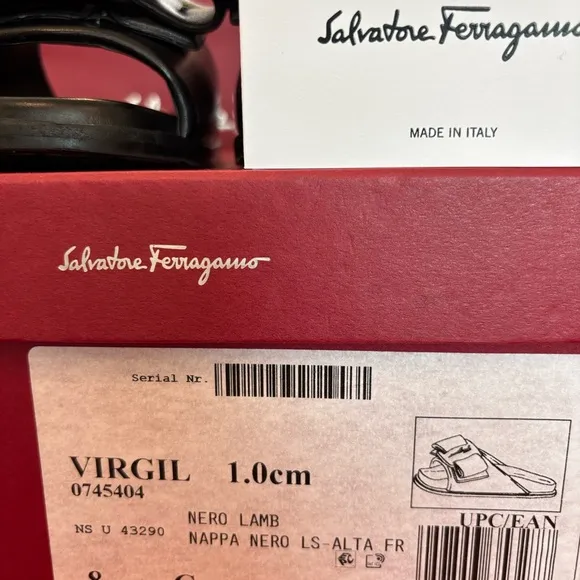 Salvatore Ferragamo
MADE IN ITALY
Salvatore Ferragamo
Serial Nr.
VIRGIL 1.0cm
0745404
UPC/EAN
NS U 43290 NERO LAMB
NAPPA NERO LS-ALTA FR
8 C